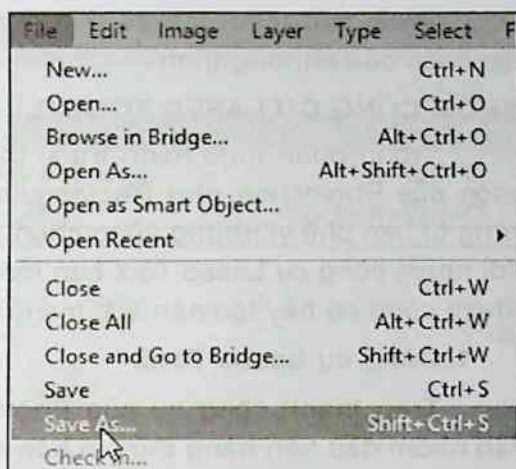 File Edit Image Layer Type Select F
New... Ctrl+N
Open... Ctrl+O
Browse in Bridge... Alt+Ctrl+O
Open As... Alt+Shift+Ctrl+O
Open as Smart Object...
Open Recent
Close Ctrl+W
Close All Alt+Ctrl+W
Close and Go to Bridge... Shift+Ctrl+W
Save Ctrl+S
Save As... Shift+Ctrl+S
Check In...